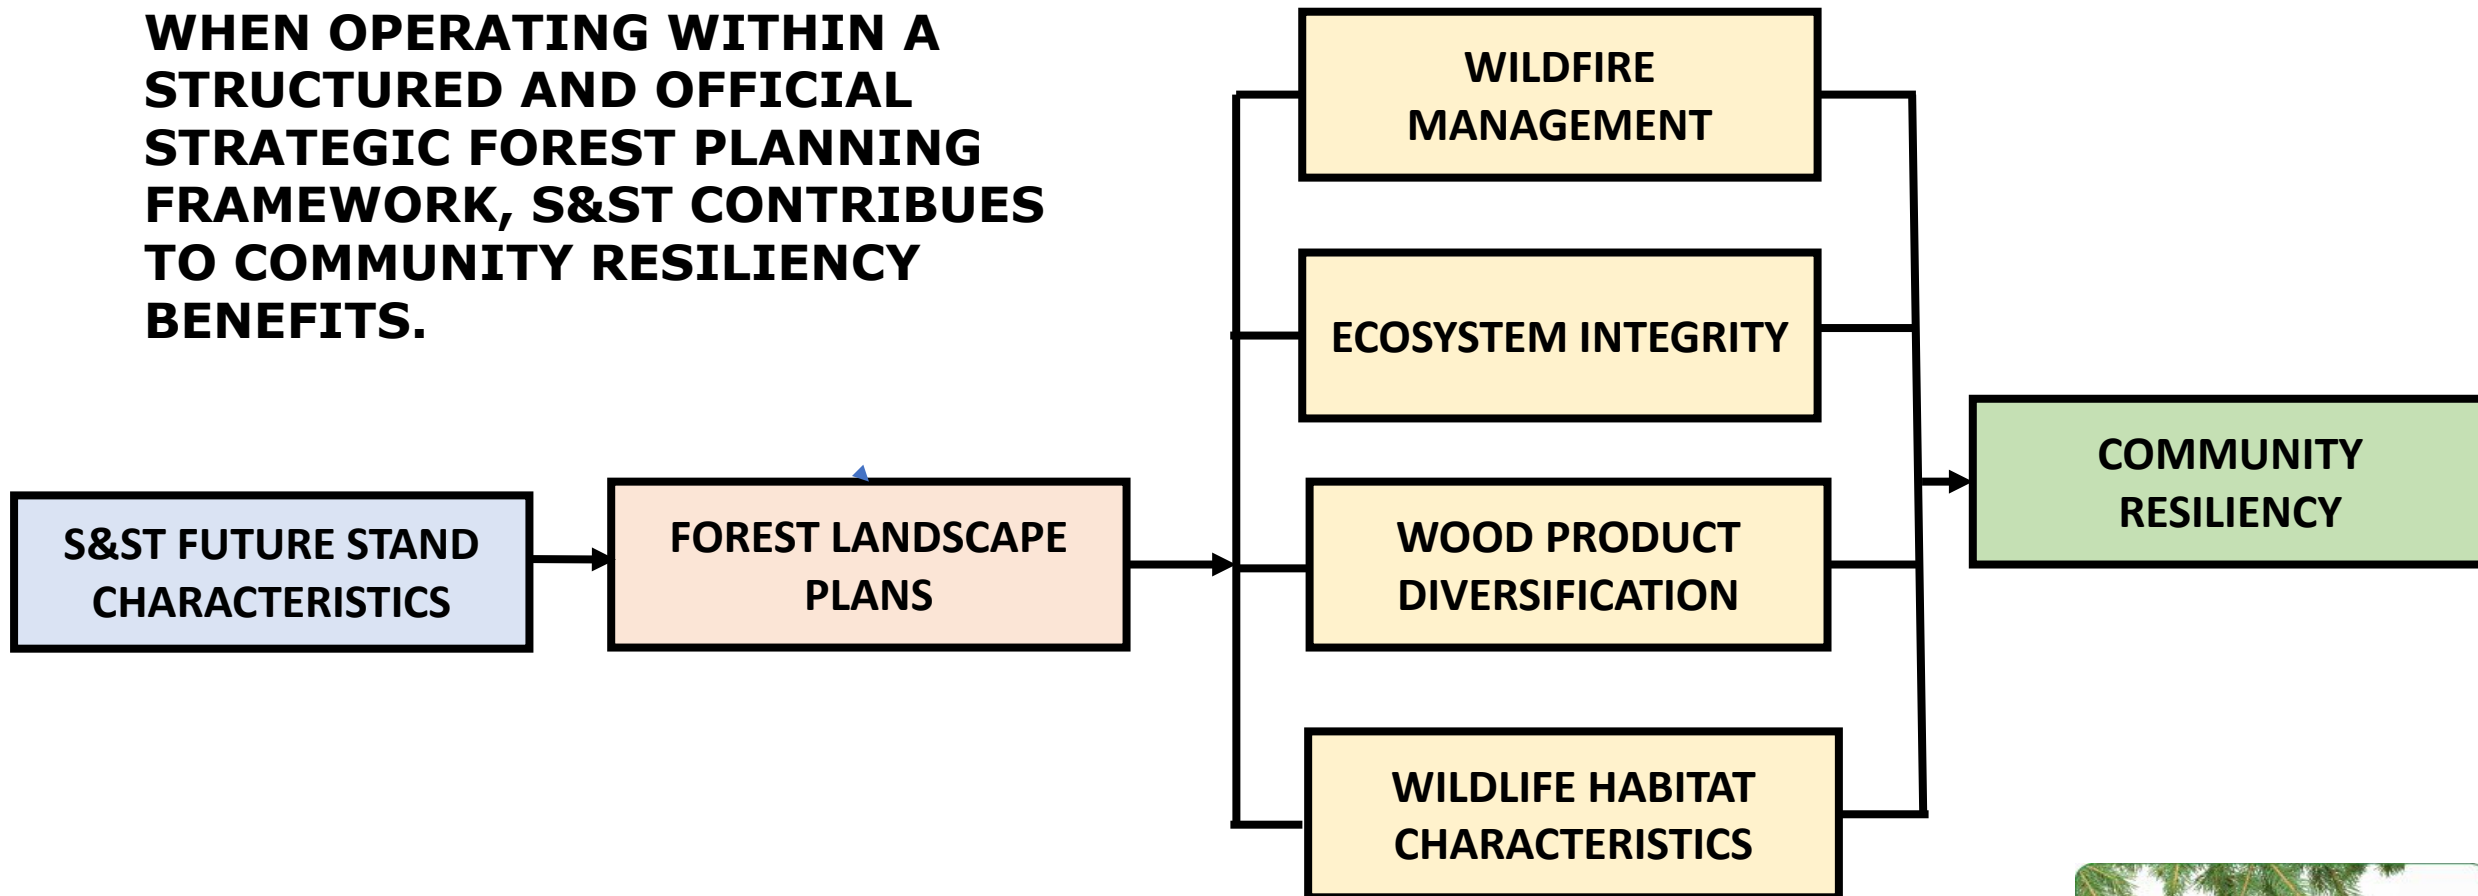 WHEN OPERATING WITHIN A
STRUCTURED AND OFFICIAL
STRATEGIC FOREST PLANNING
FRAMEWORK, S&ST CONTRIBUES
TO COMMUNITY RESILIENCY
BENEFITS.
WILDFIRE
MANAGEMENT
ECOSYSTEM INTEGRITY
S&ST FUTURE STAND
CHARACTERISTICS
FOREST LANDSCAPE
PLANS
WOOD PRODUCT
DIVERSIFICATION
WILDLIFE HABITAT
CHARACTERISTICS
COMMUNITY
RESILIENCY